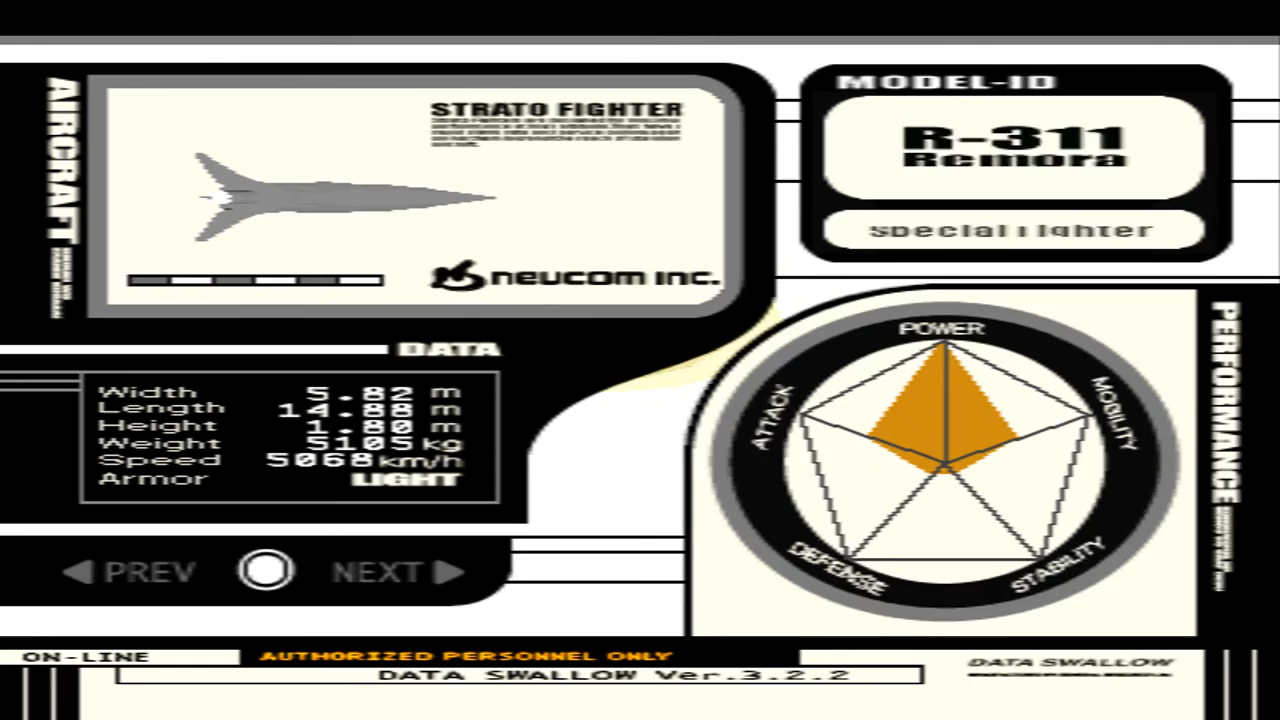 AIRCRAFT
STRATO FIGHTER
neucom inc.
MODEL-ID
R-311
Remora
Special Fighter
DATA
Width 5.82 m
Length 14.88 m
Height 1.80 m
Weight 5105 kg
Speed 5068 km/h
Armor LIGHT
PERFORMANCE
POWER
ATTACK
MOBILITY
DEFENSE
STABILITY
PREV
NEXT
ON-LINE
AUTHORIZED PERSONNEL ONLY
DATA SWALLOW Ver.3.2.2
DATA SWALLOW